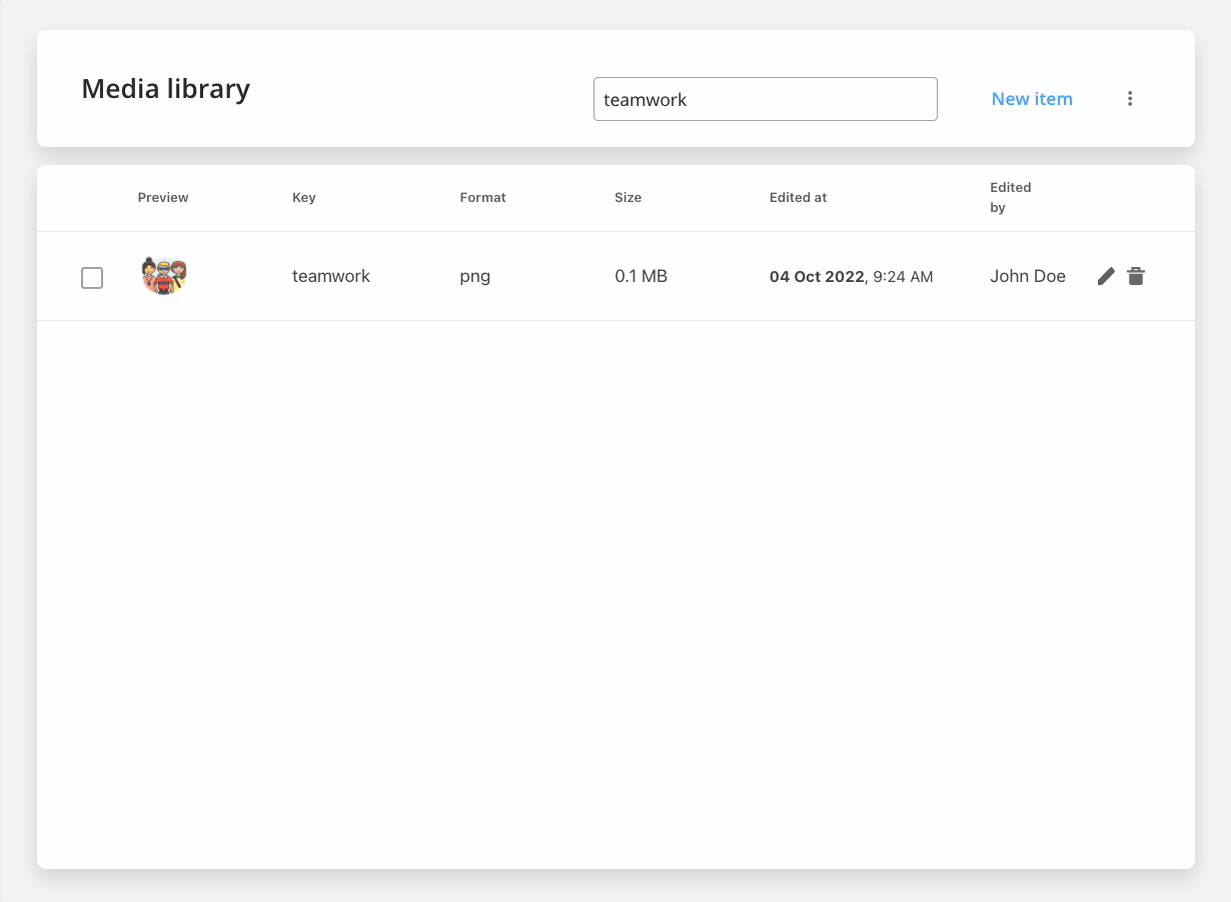 Media library
teamwork
New item
Preview Key Format Size Edited at Edited
by
teamwork png 0.1 MB 04 Oct 2022, 9:24 AM John Doe